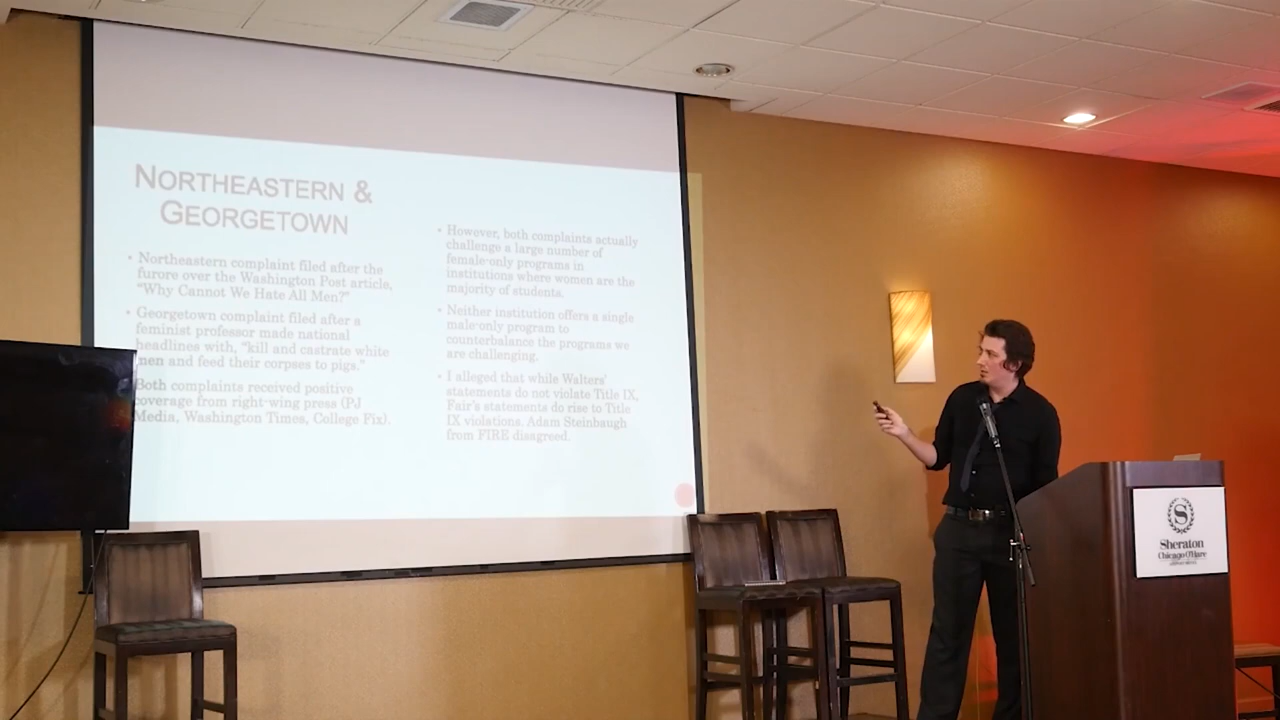 NORTHEASTERN &
GEORGETOWN
• Northeastern complaint filed after the
furore over the Washington Post article,
“Why Cannot We Hate All Men?”
• Georgetown complaint filed after a
feminist professor made national
headlines with, “kill and castrate white
men and feed their corpses to pigs.”
Both complaints received positive
coverage from right-wing press (PJ
Media, Washington Times, College Fix).
• However, both complaints actually
challenge a large number of
female-only programs in
institutions where women are the
majority of students.
• Neither institution offers a single
male-only program to
counterbalance the programs we
are challenging.
• I alleged that while Walters’
statements do not violate Title IX,
Fair’s statements do rise to Title
IX violations. Adam Steinbaugh
from FIRE disagreed.
S
Sheraton
Chicago O'Hare